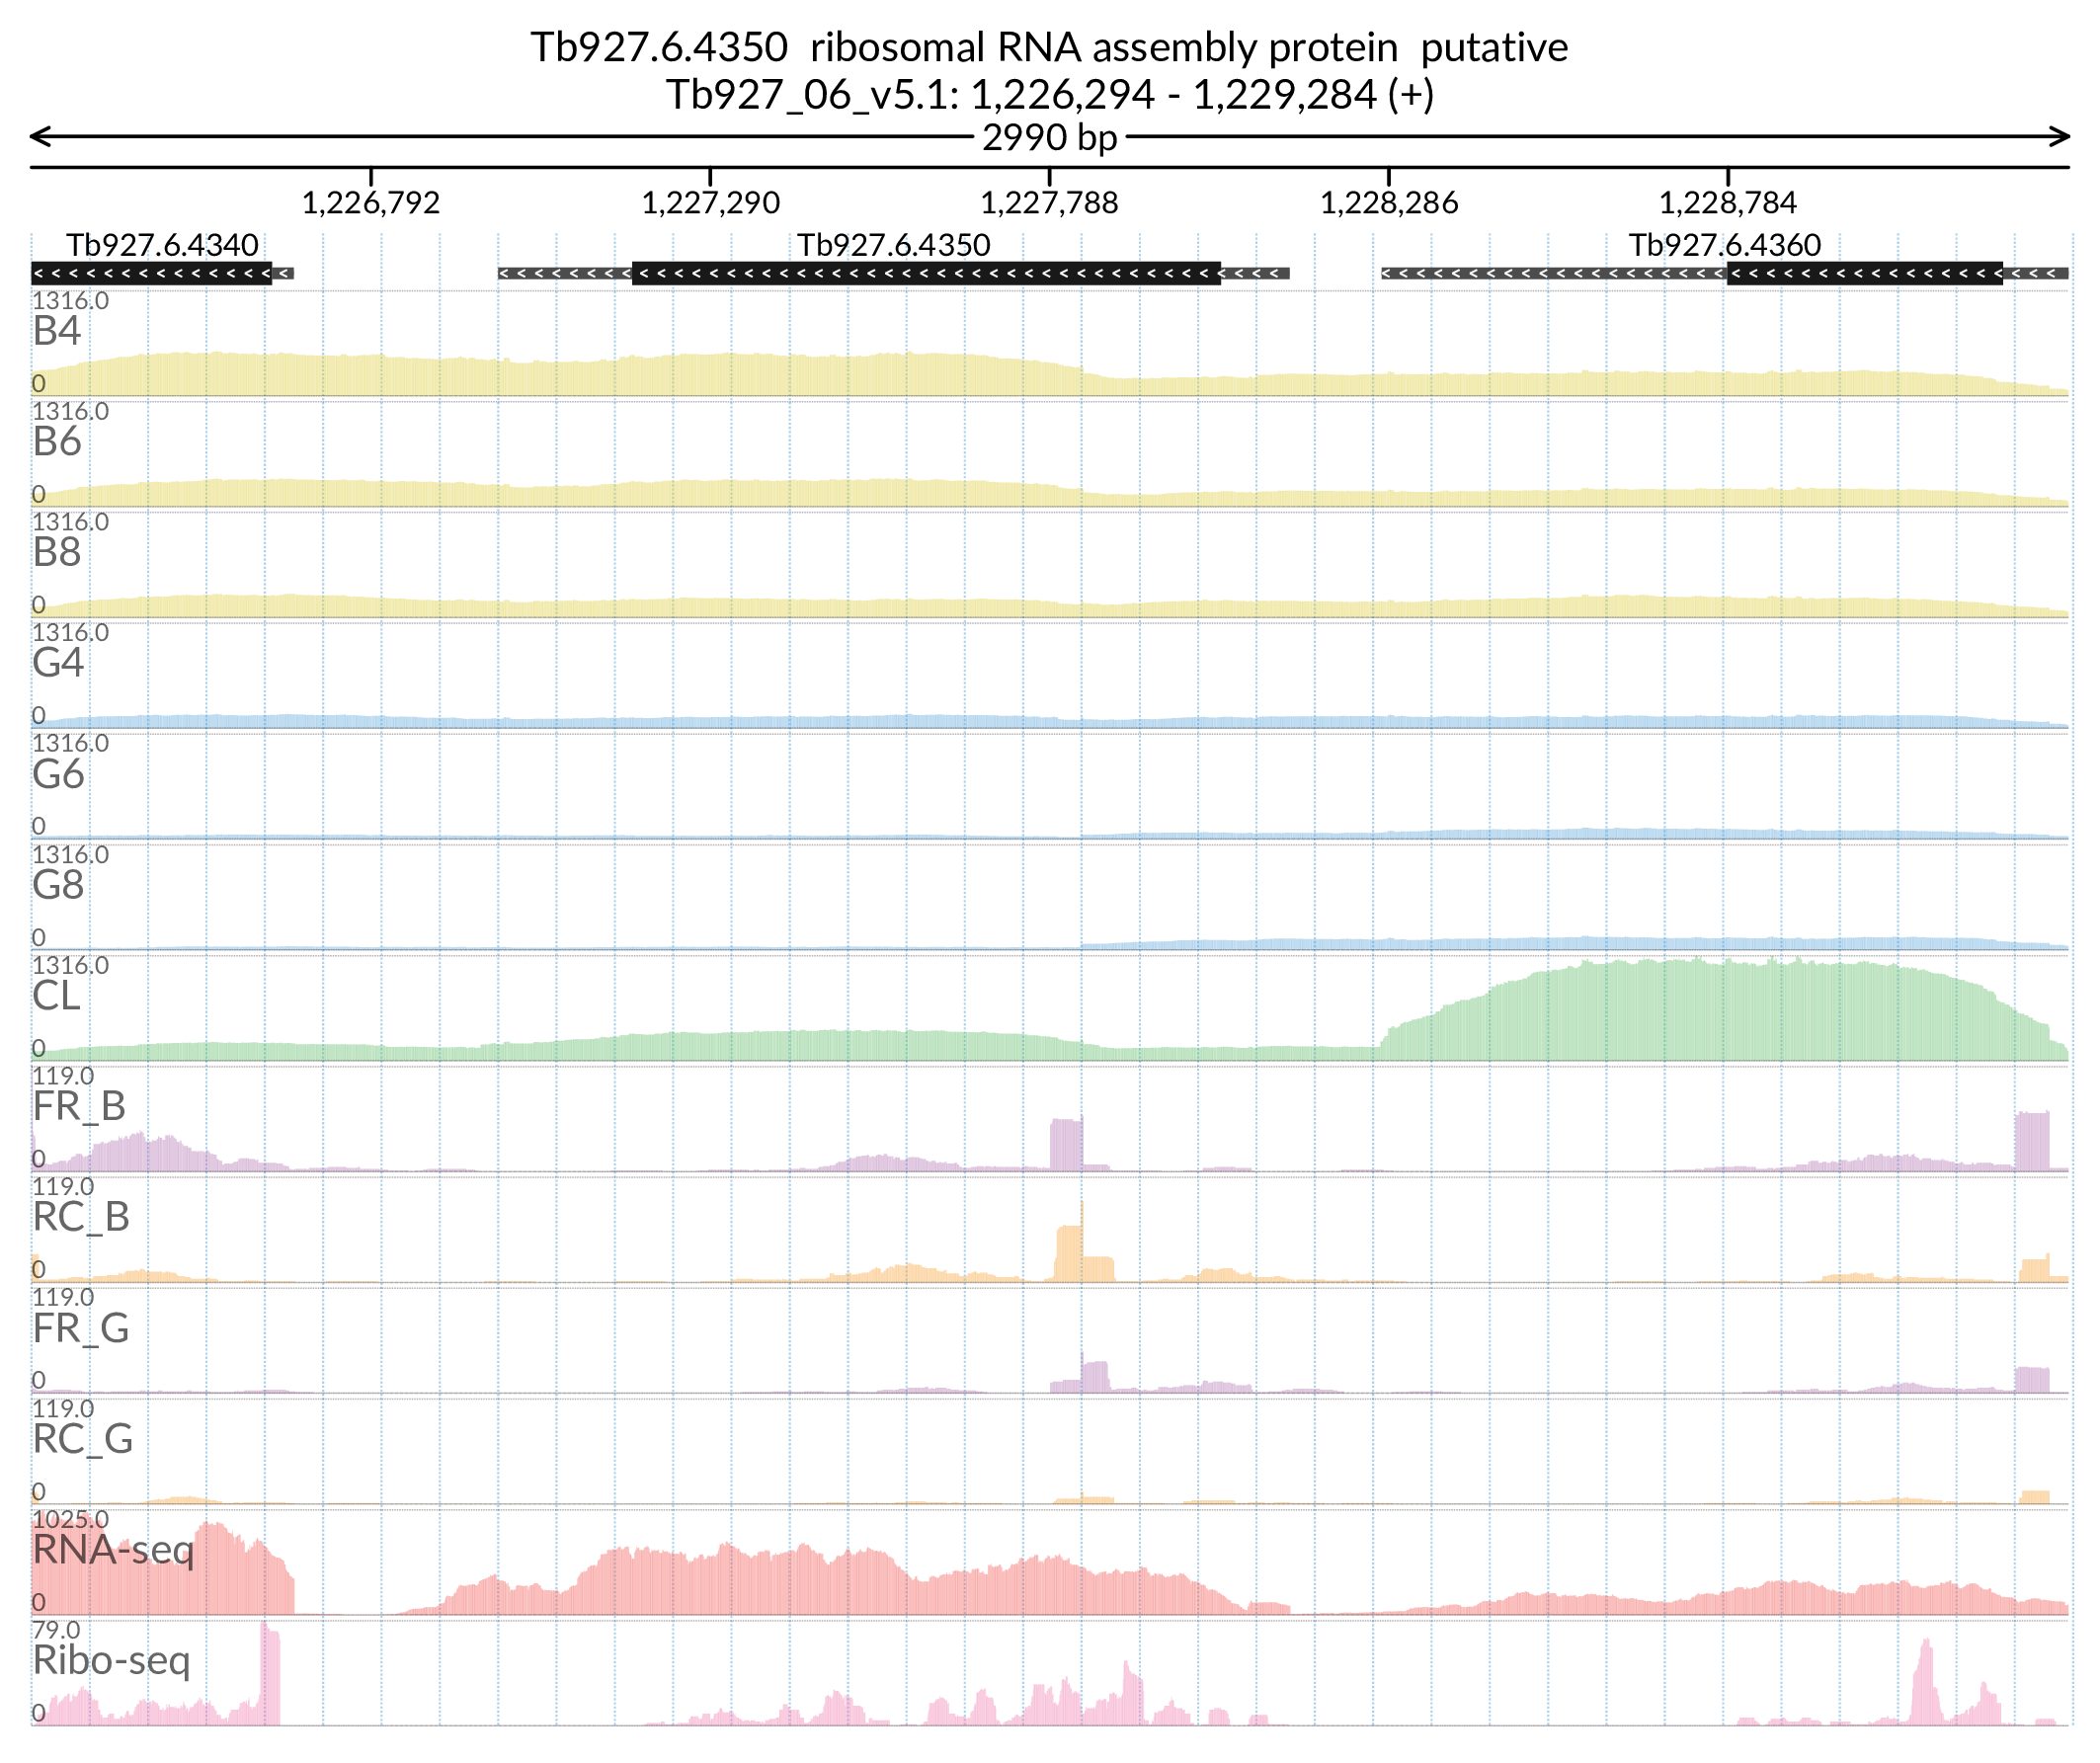 Tb927.6.4350  ribosomal RNA assembly protein  putative
Tb927_06_v5.1: 1,226,294 - 1,229,284 (+)
2990 bp
1,226,792 1,227,290 1,227,788 1,228,286 1,228,784
Tb927.6.4340 Tb927.6.4350 Tb927.6.4360
1316.0
B4
0
1316.0
B6
0
1316.0
B8
0
1316.0
G4
0
1316.0
G6
0
1316.0
G8
0
1316.0
CL
0
119.0
FR_B
0
119.0
RC_B
0
119.0
FR_G
0
119.0
RC_G
0
1025.0
RNA-seq
0
79.0
Ribo-seq
0